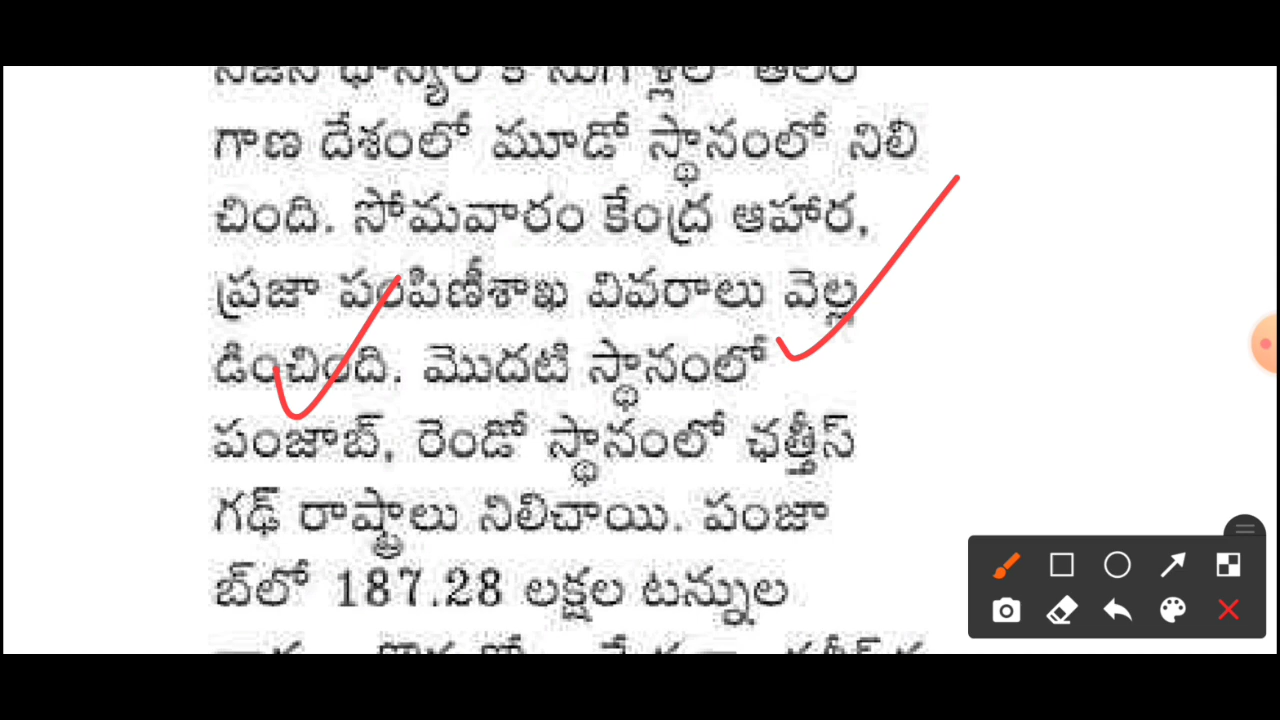 గాణ దేశంలో మూడో స్థానంలో నిలి
చింది. సోమవారం కేంద్ర ఆహార,
ప్రజా పంపిణీశాఖ వివరాలు వెల్ల
డించింది. మొదటి స్థానంలో
పంజాబ్, రెండో స్థానంలో ఛత్తీస్
గఢ్ రాష్ట్రాలు నిలిచాయి. పంజా
బ్‌లో 187.28 లక్షల టన్నుల